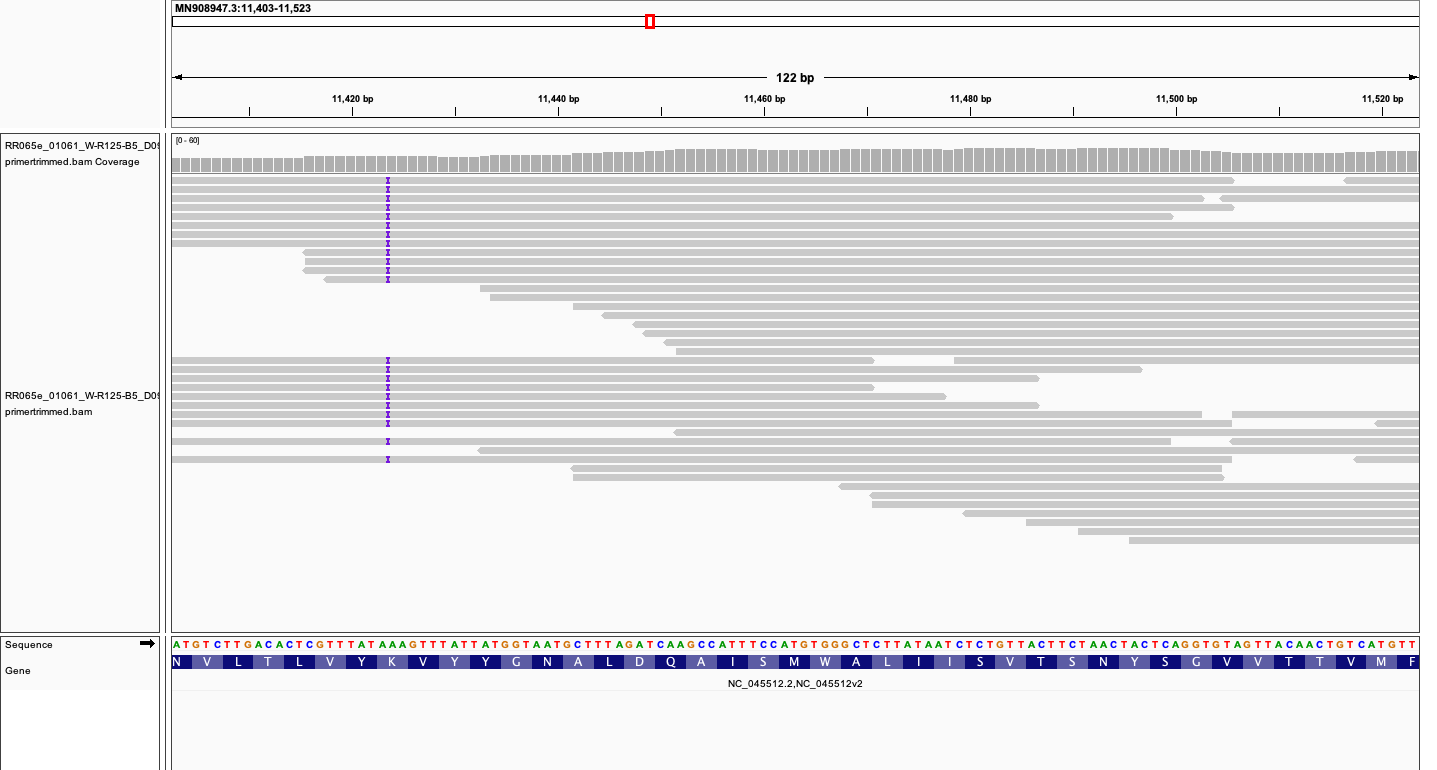 MN908947.3:11,403-11,523
122 bp
11,420 bp 11,440 bp 11,460 bp 11,480 bp 11,500 bp 11,520 bp
[0 - 60]
RR065e_01061_W-R125-B5_D09
primertrimmed.bam Coverage
RR065e_01061_W-R125-B5_D09
primertrimmed.bam
Sequence
ATGTCTTGACACTCGTTTATAAAGTTTATTATGGTAATGCTTTAGATCAAGCCATTTCCATGTGGGCTCTTATAATCTCTGTTACTTCTAACTACTCAGGTGTAGTTACAACTGTCATGTT
Gene
N V L T L V Y K V Y Y G N A L D Q A I S M W A L I I S V T S N Y S G V V T T V M F
NC_045512.2,NC_045512v2